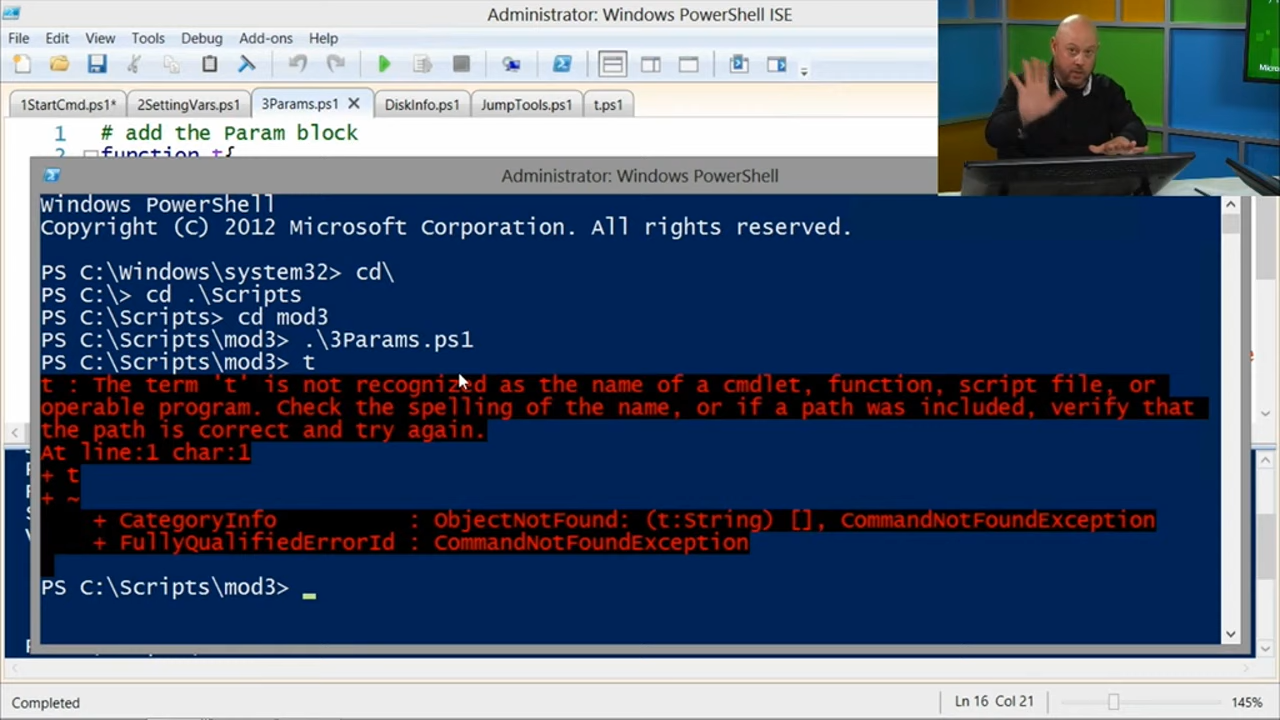 Administrator: Windows PowerShell ISE
File Edit View Tools Debug Add-ons Help
1StartCmd.ps1* 2SettingVars.ps1 3Params.ps1 DiskInfo.ps1 JumpTools.ps1 t.ps1
1 # add the Param block
2 function t{
Administrator: Windows PowerShell
Windows PowerShell
Copyright (C) 2012 Microsoft Corporation. All rights reserved.
PS C:\Windows\system32> cd\
PS C:\> cd .\Scripts
PS C:\Scripts> cd mod3
PS C:\Scripts\mod3> .\3Params.ps1
PS C:\Scripts\mod3> t
t : The term 't' is not recognized as the name of a cmdlet, function, script file, or
operable program. Check the spelling of the name, or if a path was included, verify that
the path is correct and try again.
At line:1 char:1
+ t
+ ~
+ CategoryInfo : ObjectNotFound: (t:String) [], CommandNotFoundException
+ FullyQualifiedErrorId : CommandNotFoundException
PS C:\Scripts\mod3>
Completed
Ln 16 Col 21
145%